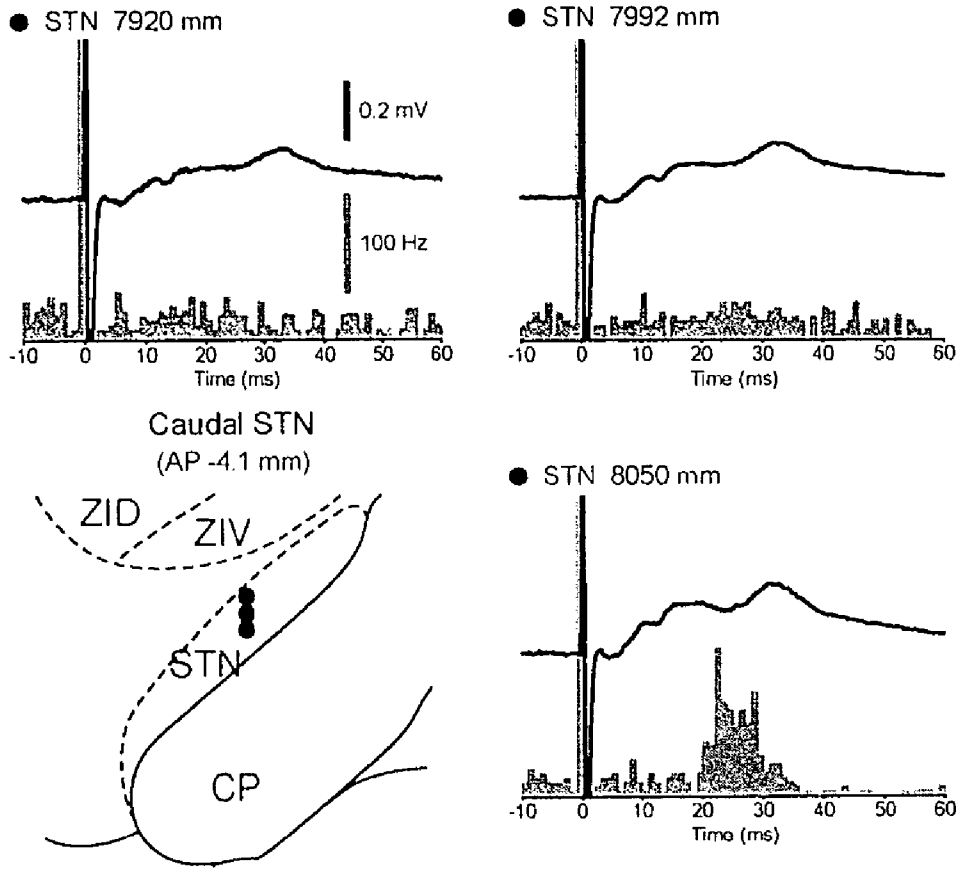 ● STN 7920 mm
0.2 mV
100 Hz
-10 0 10 20 30 40 50 60
Time (ms)
● STN 7992 mm
-10 0 10 20 30 40 50 60
Time (ms)
Caudal STN
(AP -4.1 mm)
ZID
ZIV
STN
CP
● STN 8050 mm
-10 0 10 20 30 40 50 60
Time (ms)